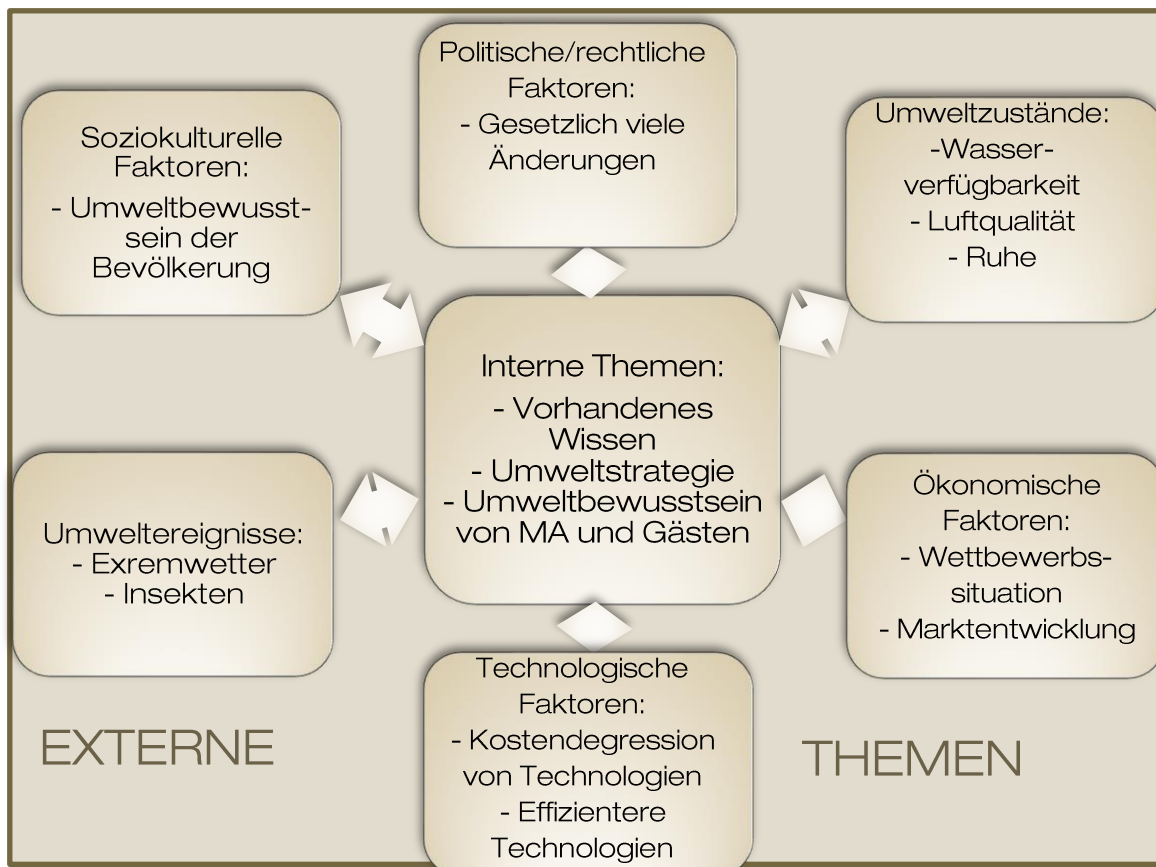 Politische/rechtliche
Faktoren:
- Gesetzlich viele
Änderungen
Soziokulturelle
Faktoren:
- Umweltbewusst-
sein der
Bevölkerung
Umweltzustände:
-Wasser-
verfügbarkeit
- Luftqualität
- Ruhe
Interne Themen:
- Vorhandenes
Wissen
- Umweltstrategie
- Umweltbewusstsein
von MA und Gästen
Umweltereignisse:
- Exremwetter
- Insekten
Ökonomische
Faktoren:
- Wettbewerbs-
situation
- Marktentwicklung
Technologische
Faktoren:
- Kostendegression
von Technologien
- Effizientere
Technologien
EXTERNE
THEMEN